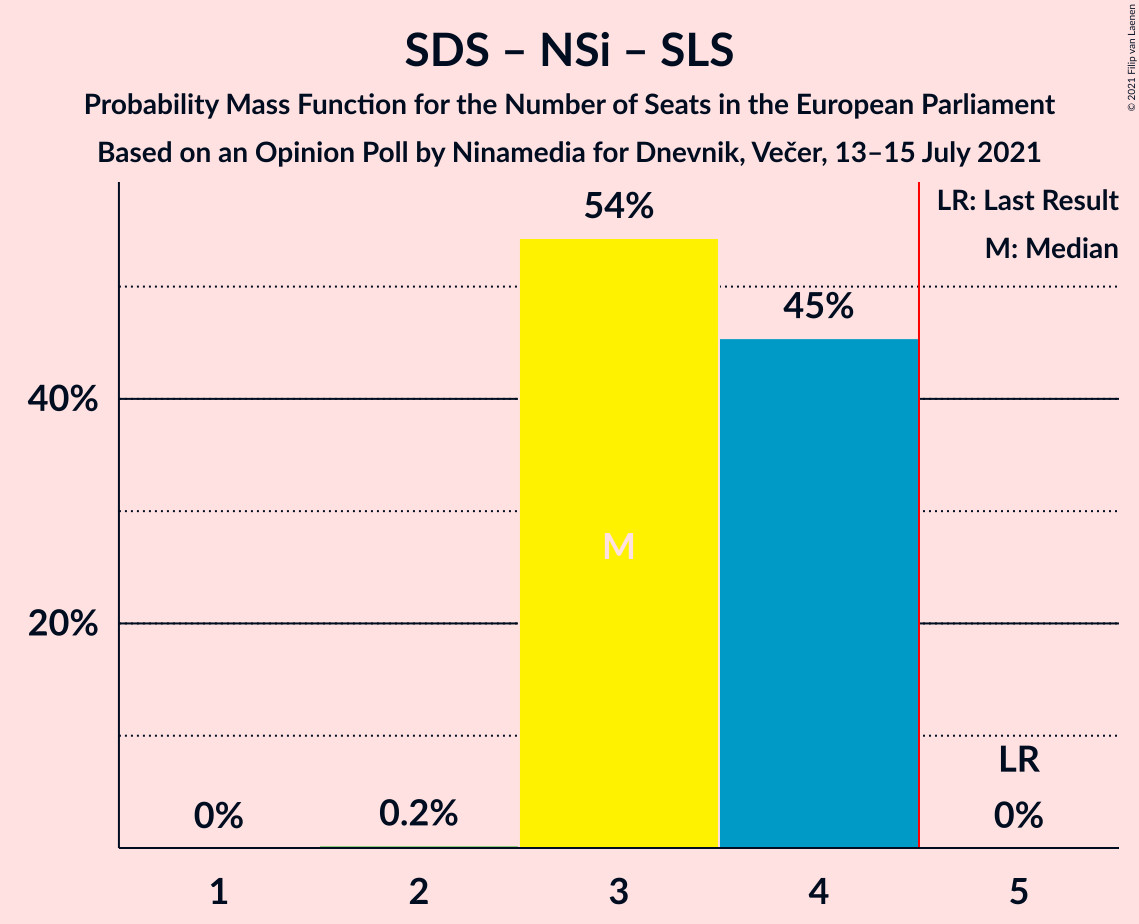 SDS – NSi – SLS
Probability Mass Function for the Number of Seats in the European Parliament
Based on an Opinion Poll by Ninamedia for Dnevnik, Večer, 13–15 July 2021
© 2021 Filip van Laenen
LR: Last Result
M: Median
54%
45%
40%
M
20%
LR
0%
0.2%
0%
1
2
3
4
5